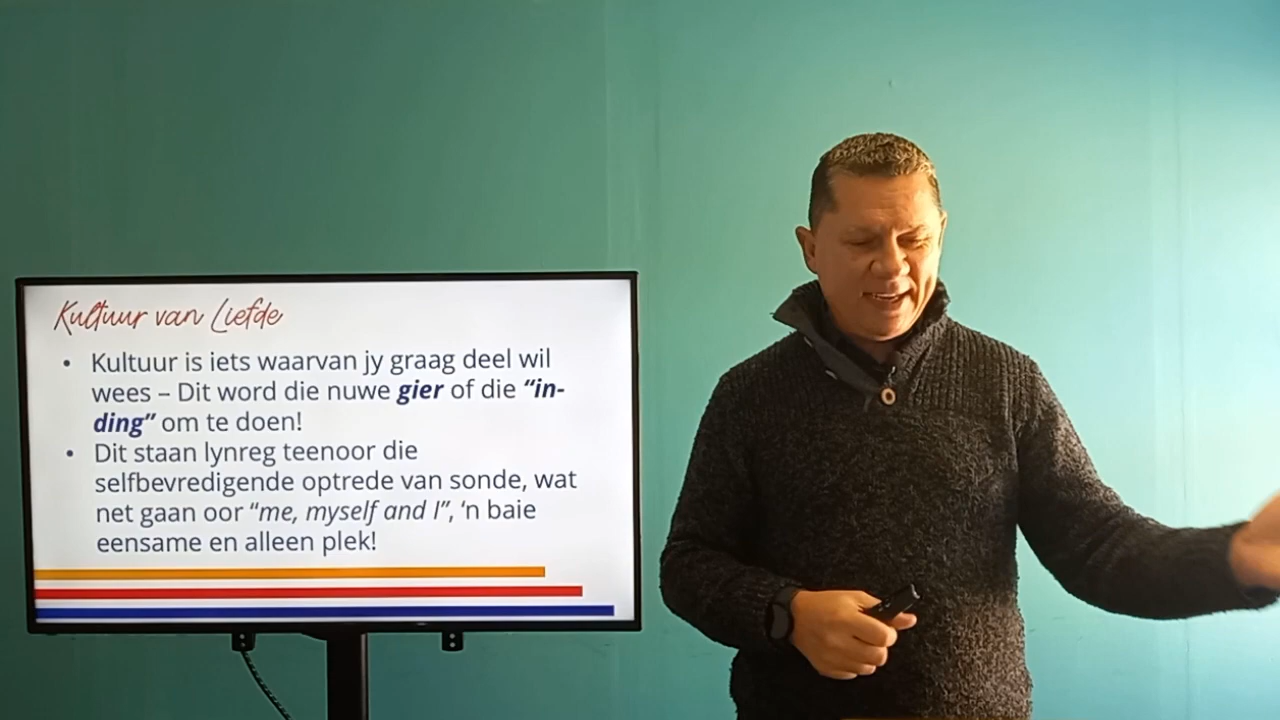 Kultuur van Liefde
• Kultuur is iets waarvan jy graag deel wil
wees – Dit word die nuwe gier of die “in-
ding” om te doen!
• Dit staan lynreg teenoor die
selfbevredigende optrede van sonde, wat
net gaan oor “me, myself and I”, ‘n baie
eensame en alleen plek!